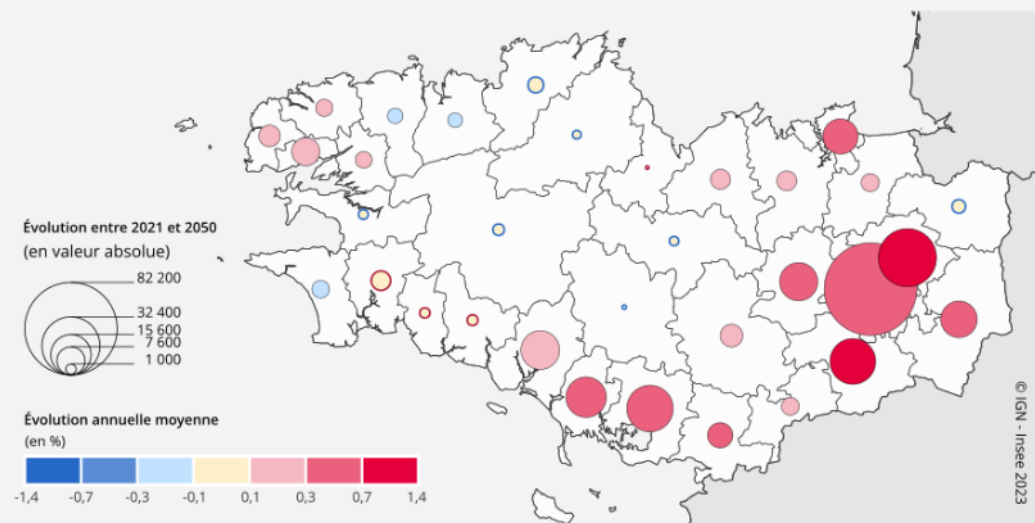 Évolution entre 2021 et 2050
(en valeur absolue)
82 200
32 400
15 600
7 600
1 000
Évolution annuelle moyenne
(en %)
-1,4 -0,7 -0,3 -0,1 0,1 0,3 0,7 1,4
© IGN - Insee 2023